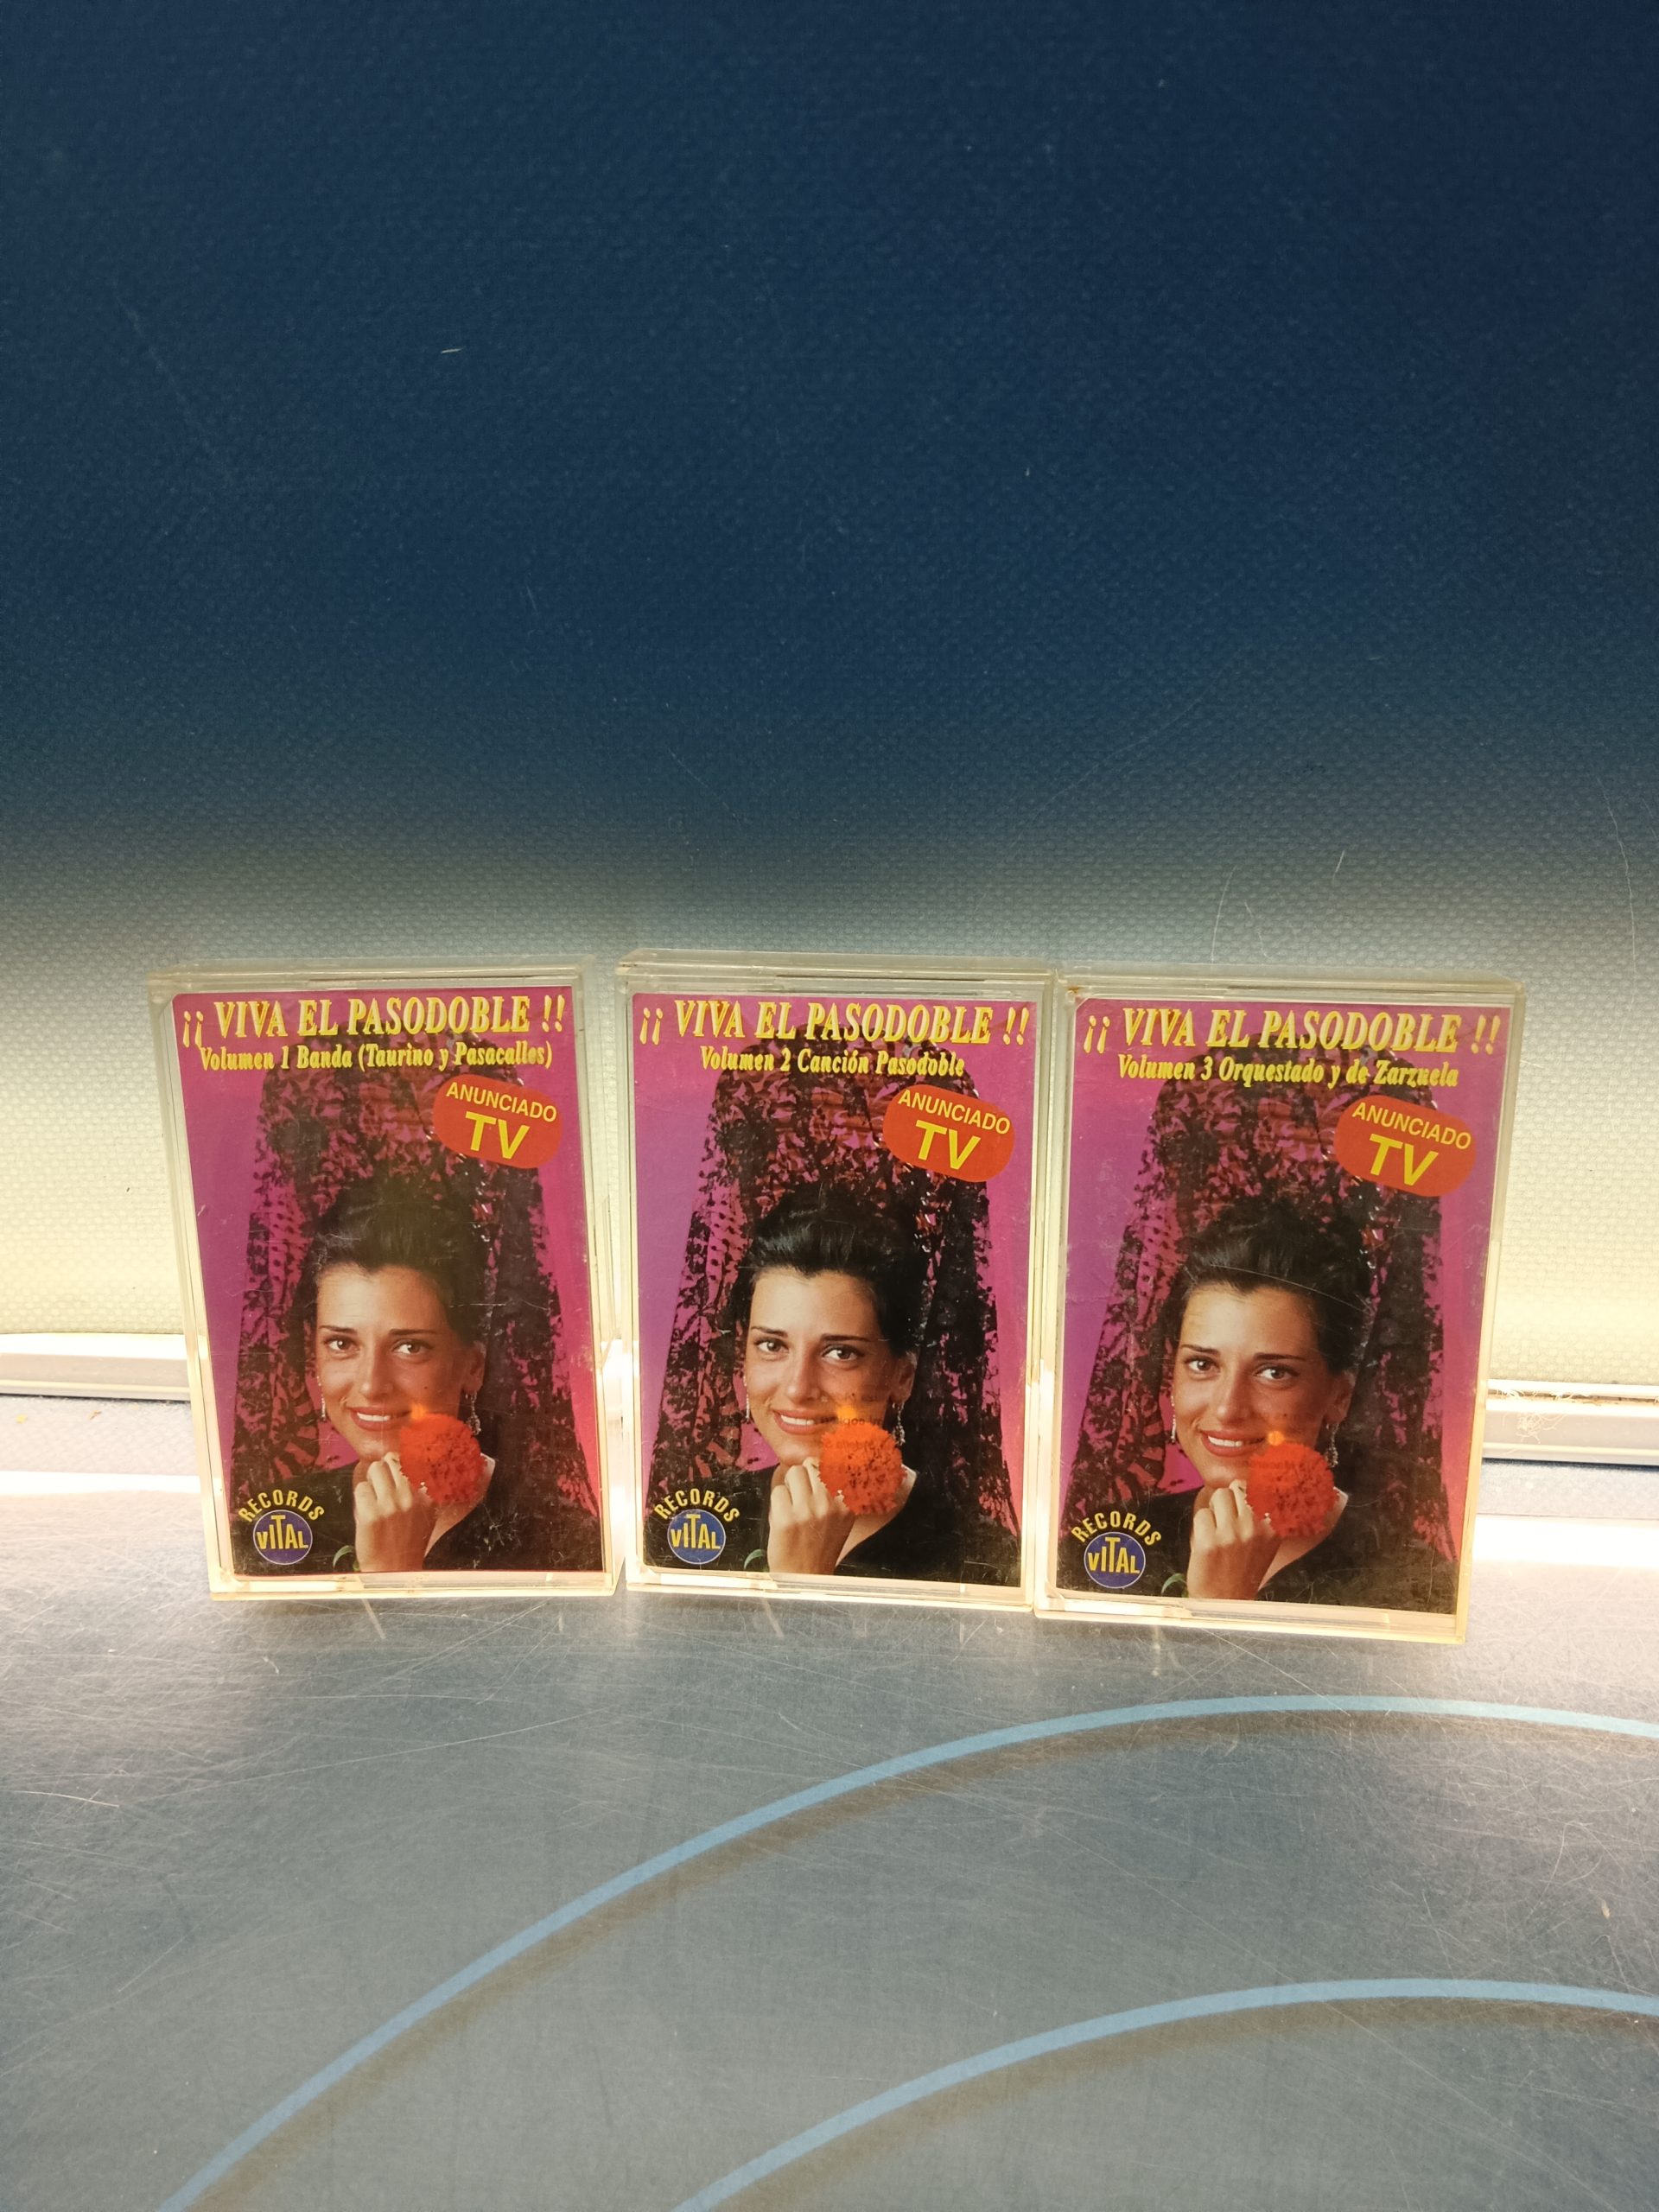 ¡¡ VIVA EL PASODOBLE !!
Volumen 1 Banda (Taurino y Pasacalles)
ANUNCIADO
TV
RECORDS
VITAL
¡¡ VIVA EL PASODOBLE !!
Volumen 2 Canción Pasodoble
ANUNCIADO
TV
RECORDS
VITAL
¡¡ VIVA EL PASODOBLE !!
Volumen 3 Orquestado y de Zarzuela
ANUNCIADO
TV
RECORDS
VITAL